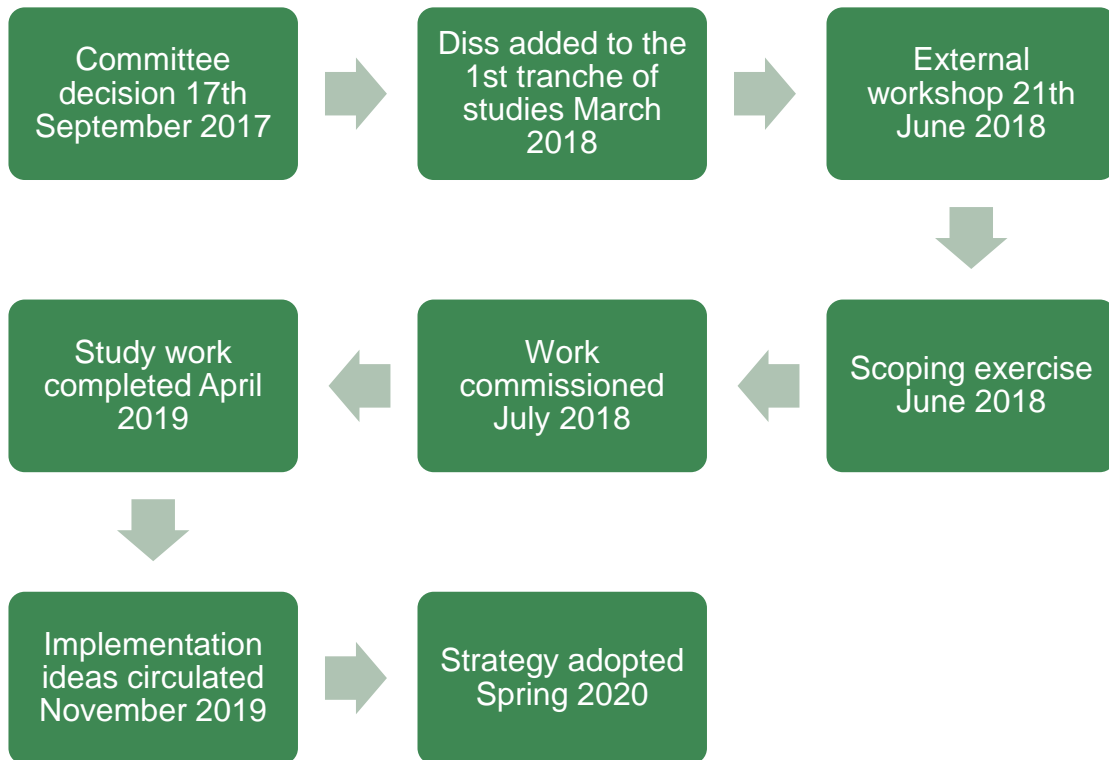 Committee
decision 17th
September 2017
Diss added to the
1st tranche of
studies March
2018
External
workshop 21th
June 2018
Scoping exercise
June 2018
Work
commissioned
July 2018
Study work
completed April
2019
Implementation
ideas circulated
November 2019
Strategy adopted
Spring 2020